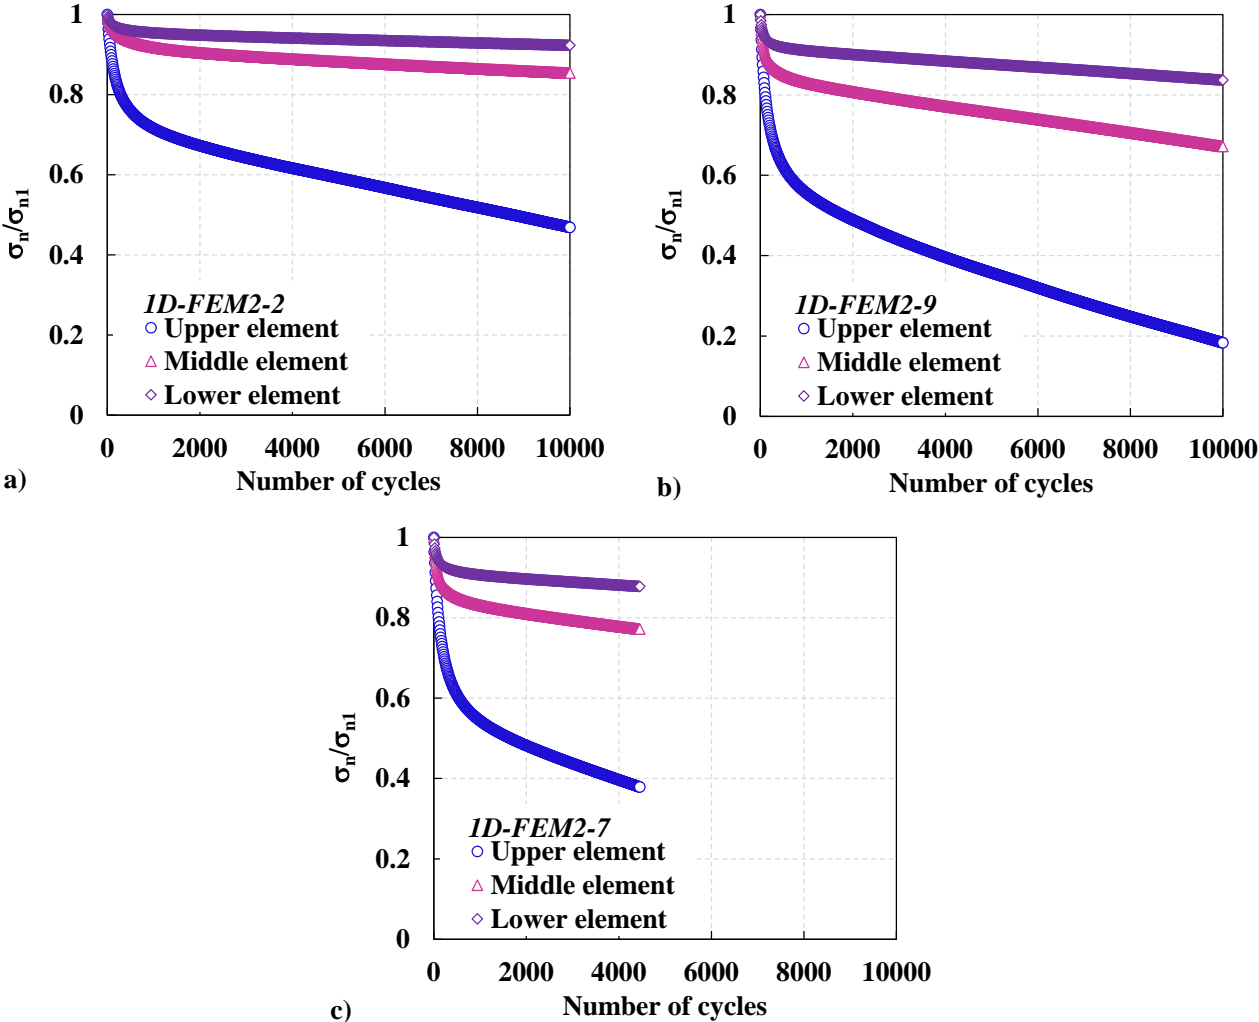 1
0.8
0.6
0.4
0.2
0
σn/σn1
1D-FEM2-2
Upper element
Middle element
Lower element
0 2000 4000 6000 8000 10000
Number of cycles
a)
1
0.8
0.6
0.4
0.2
0
σn/σn1
1D-FEM2-9
Upper element
Middle element
Lower element
0 2000 4000 6000 8000 10000
Number of cycles
b)
1
0.8
0.6
0.4
0.2
0
σn/σn1
1D-FEM2-7
Upper element
Middle element
Lower element
0 2000 4000 6000 8000 10000
Number of cycles
c)